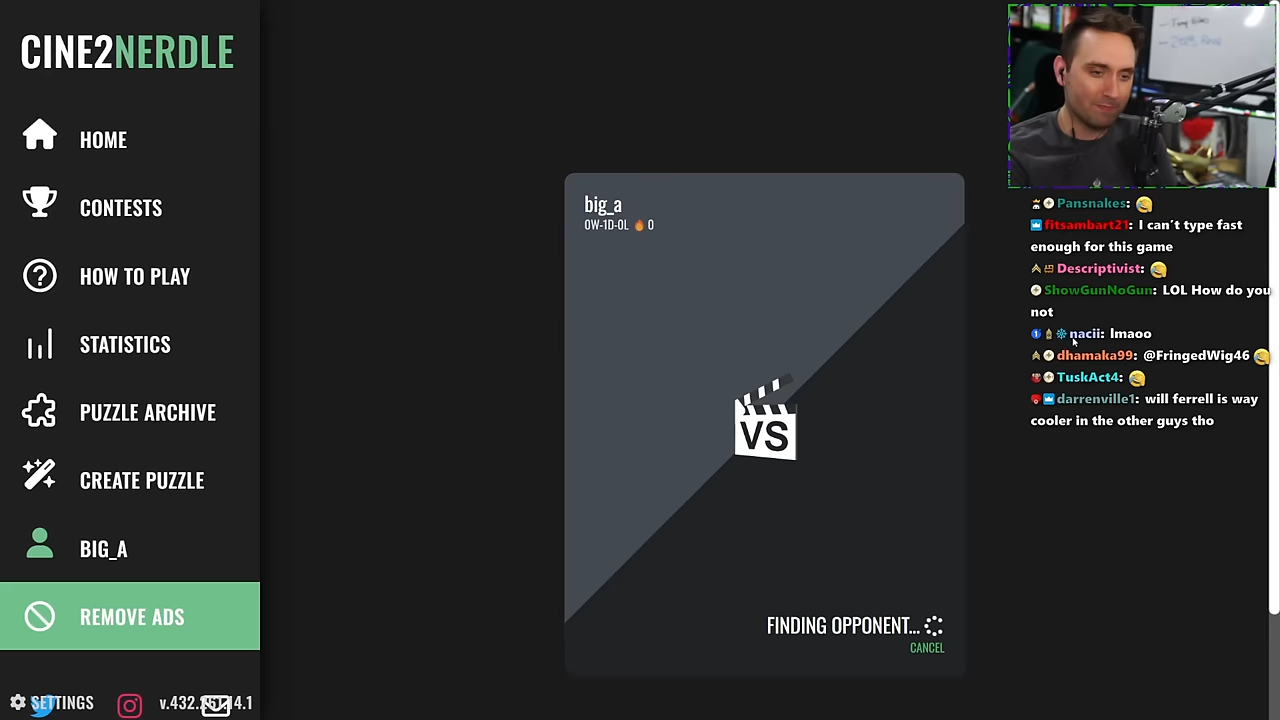 CINE2NERDLE
HOME
CONTESTS
HOW TO PLAY
STATISTICS
PUZZLE ARCHIVE
CREATE PUZZLE
BIG_A
REMOVE ADS
SETTINGS
big_a
0W-1D-0L 🔥 0
VS
FINDING OPPONENT...
CANCEL
Pansnakes:
fitsambart21: I can't type fast
enough for this game
Descriptivist:
ShowGunNoGun: LOL How do you
not
nacii: lmaoo
dhamaka99: @FringedWig46
TuskAct4:
darrenville1: will ferrell is way
cooler in the other guys tho